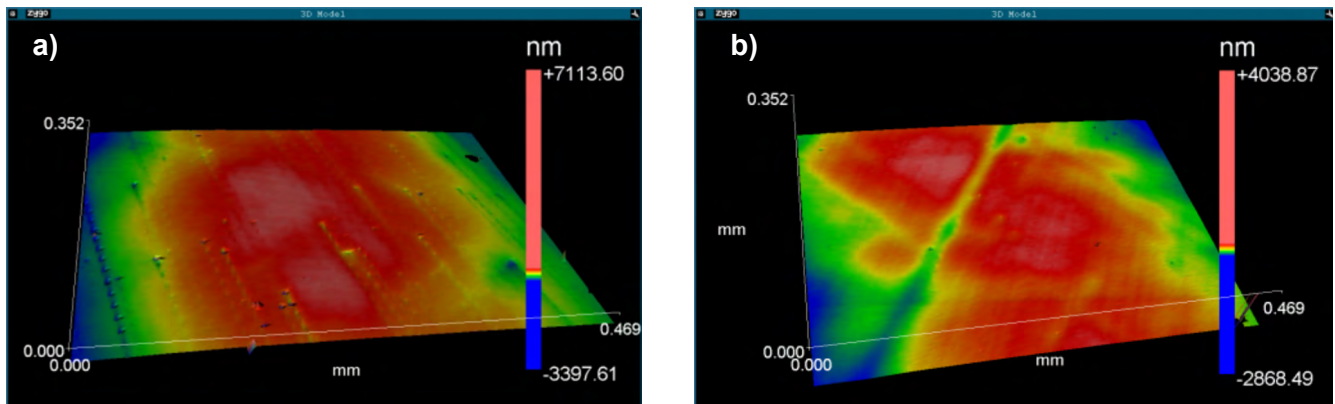 zygo 3D Model
a)
nm
+7113.60
0.352
0.469
0.000
0.000
mm
-3397.61
zygo 3D Model
b)
nm
+4038.87
0.352
mm
0.469
0.000
0.000
mm
-2868.49